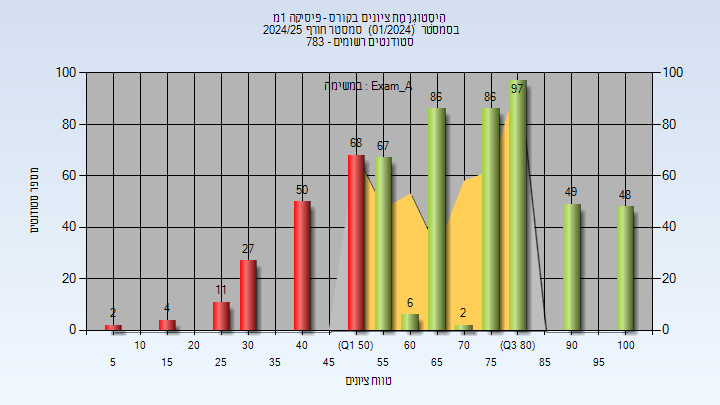 היסטוגרמת ציונים בקורס - פיסיקה 1מ
בסמסטר (01/2024) סמסטר חורף 2024/25
סטודנטים רשומים - 783
במשימה : Exam_A
100 100
80 80
60 60
40 40
20 20
0 0
מספר סטודנטים
2 4 11 27 50 68 67 6 86 2 86 97 49 48
10 20 30 40 (Q1 50) 60 70 (Q3 80) 90 100
5 15 25 35 45 55 65 75 85 95
טווח ציונים